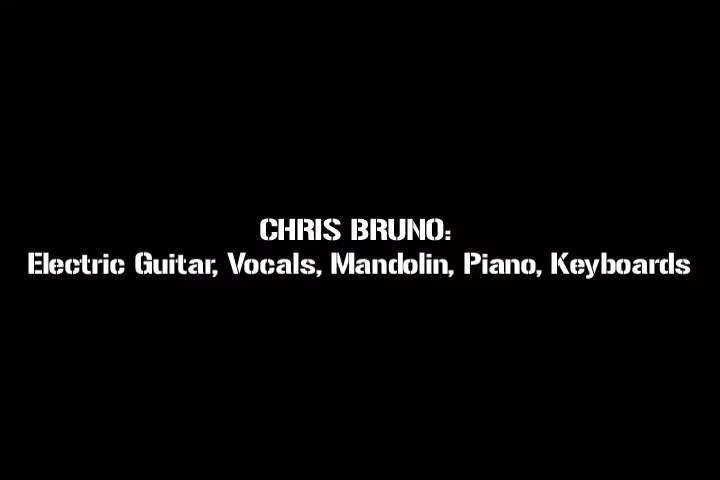 CHRIS BRUNO:
Electric Guitar, Vocals, Mandolin, Piano, Keyboards